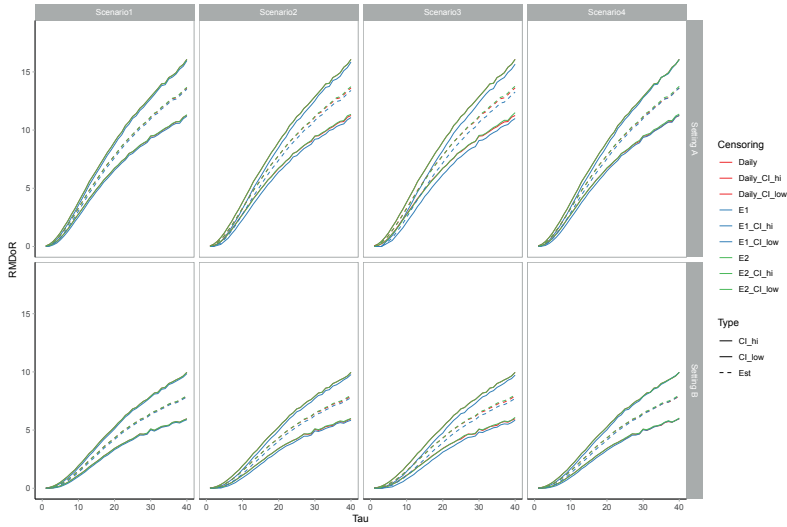 Scenario1 Scenario2 Scenario3 Scenario4
15
10
5
0
Setting A
RMDoR
15
10
5
0
Setting B
0 10 20 30 40 0 10 20 30 40 0 10 20 30 40 0 10 20 30 40
Tau
Censoring
Daily
Daily_CI_hi
Daily_CI_low
E1
E1_CI_hi
E1_CI_low
E2
E2_CI_hi
E2_CI_low
Type
CI_hi
CI_low
Est